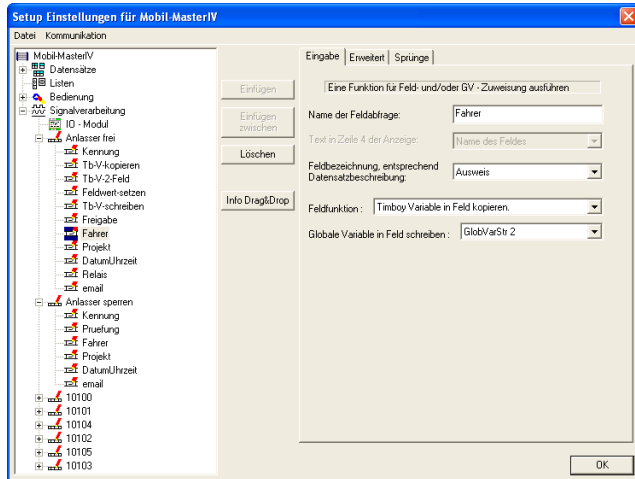 Setup Einstellungen für Mobil-MasterIV
Datei Kommunikation
Mobil-MasterIV
Datensätze
Listen
Bedienung
Signalverarbeitung
IO - Modul
Anlasser frei
Kennung
Tb-V-kopieren
Tb-V-2-Feld
Feldwert-setzen
Tb-V-schreiben
Freigabe
Fahrer
Projekt
DatumUhrzeit
Relais
email
Anlasser sperren
Kennung
Pruefung
Fahrer
Projekt
DatumUhrzeit
email
10100
10101
10104
10102
10105
10103
Einfügen
Einfügen
zwischen
Löschen
Info Drag&Drop
Eingabe Erweitert Sprünge
Eine Funktion für Feld- und/oder GV - Zuweisung ausführen
Name der Feldabfrage: Fahrer
Text in Zeile 4 der Anzeige: Name des Feldes
Feldbezeichnung, entsprechend
Datensatzbeschreibung: Ausweis
Feldfunktion : Timboy Variable in Feld kopieren.
Globale Variable in Feld schreiben : GlobVarStr 2
OK